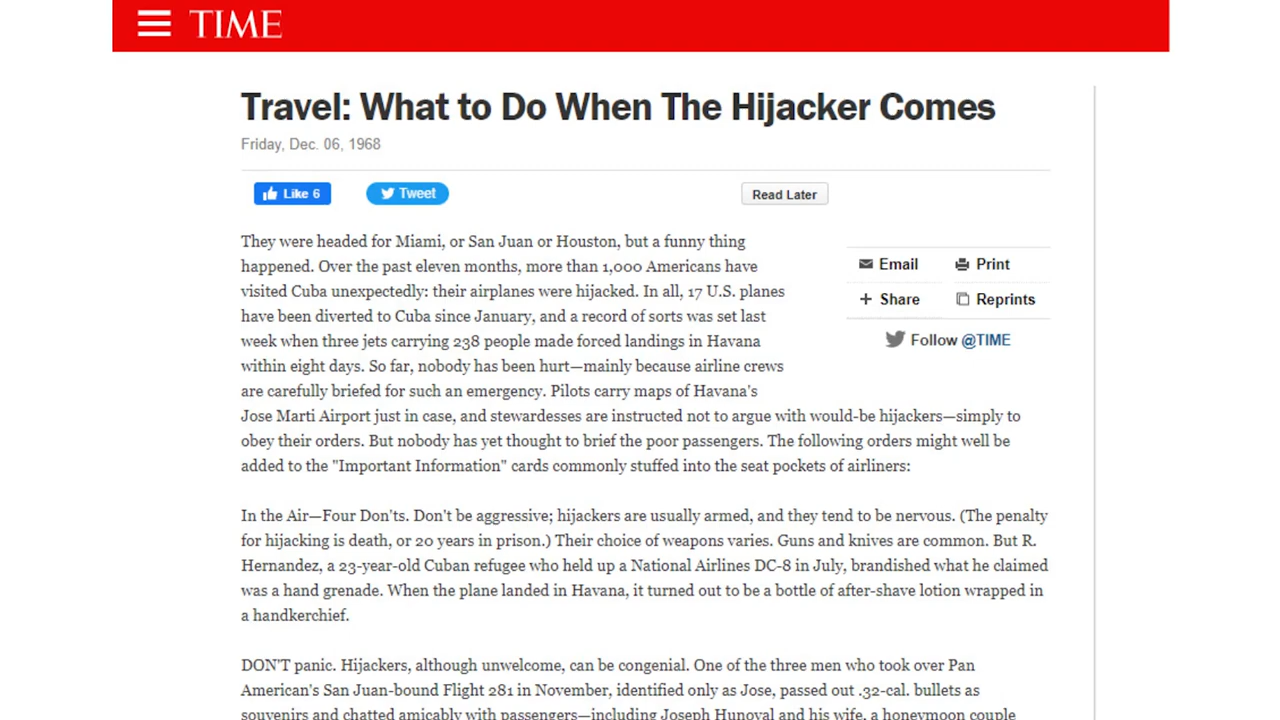 TIME
Travel: What to Do When The Hijacker Comes
Friday, Dec. 06, 1968
Like 6
Tweet
Read Later
They were headed for Miami, or San Juan or Houston, but a funny thing
happened. Over the past eleven months, more than 1,000 Americans have
visited Cuba unexpectedly: their airplanes were hijacked. In all, 17 U.S. planes
have been diverted to Cuba since January, and a record of sorts was set last
week when three jets carrying 238 people made forced landings in Havana
within eight days. So far, nobody has been hurt—mainly because airline crews
are carefully briefed for such an emergency. Pilots carry maps of Havana's
Jose Marti Airport just in case, and stewardesses are instructed not to argue with would-be hijackers—simply to
obey their orders. But nobody has yet thought to brief the poor passengers. The following orders might well be
added to the "Important Information" cards commonly stuffed into the seat pockets of airliners:
Email
Print
Share
Reprints
Follow @TIME
In the Air—Four Don'ts. Don't be aggressive; hijackers are usually armed, and they tend to be nervous. (The penalty
for hijacking is death, or 20 years in prison.) Their choice of weapons varies. Guns and knives are common. But R.
Hernandez, a 23-year-old Cuban refugee who held up a National Airlines DC-8 in July, brandished what he claimed
was a hand grenade. When the plane landed in Havana, it turned out to be a bottle of after-shave lotion wrapped in
a handkerchief.
DON'T panic. Hijackers, although unwelcome, can be congenial. One of the three men who took over Pan
American's San Juan-bound Flight 281 in November, identified only as Jose, passed out .32-cal. bullets as
souvenirs and chatted amicably with passengers—including Joseph Hunoval and his wife, a honeymoon couple